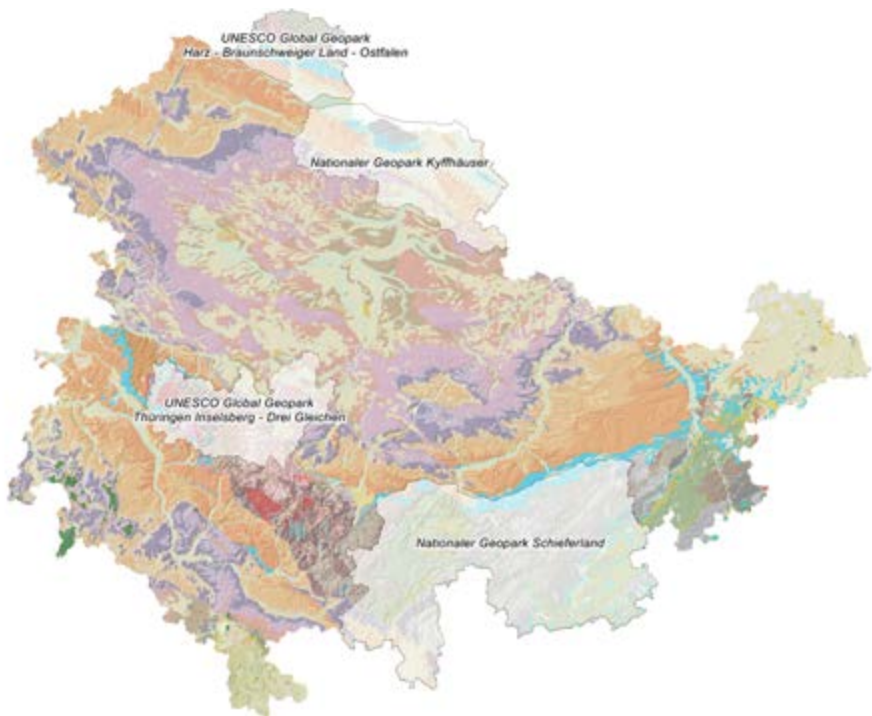 UNESCO Global Geopark
Harz - Braunschweiger Land - Ostfalen
Nationaler Geopark Kyffhäuser
UNESCO Global Geopark
Thüringen Inselsberg - Drei Gleichen
Nationaler Geopark Schieferland